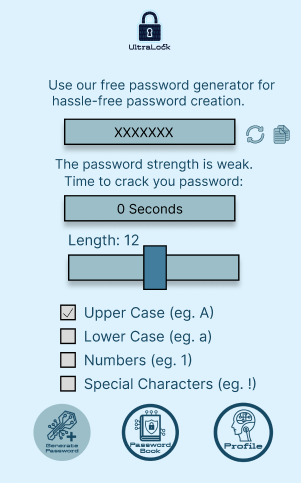 UltraLock
Use our free password generator for
hassle-free password creation.
XXXXXXX
The password strength is weak.
Time to crack you password:
0 Seconds
Length: 12
Upper Case (eg. A)
Lower Case (eg. a)
Numbers (eg. 1)
Special Characters (eg. !)
Generate
Password
Password
Book
Profile